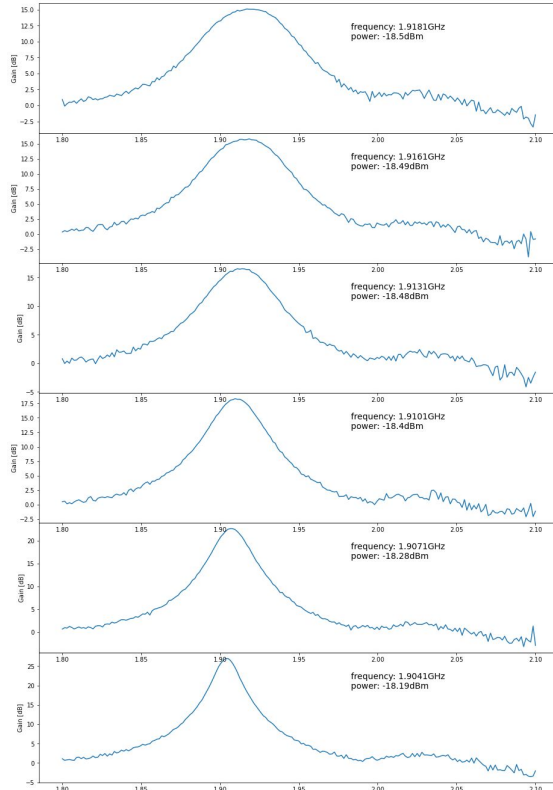 15.0
12.5
10.0
7.5
5.0
2.5
0.0
−2.5
Gain [dB]
frequency: 1.9181GHz
power: -18.5dBm
1.80 1.85 1.90 1.95 2.00 2.05 2.10
15.0
12.5
10.0
7.5
5.0
2.5
0.0
−2.5
Gain [dB]
frequency: 1.9161GHz
power: -18.49dBm
1.80 1.85 1.90 1.95 2.00 2.05 2.10
15
10
5
0
−5
Gain [dB]
frequency: 1.9131GHz
power: -18.48dBm
1.80 1.85 1.90 1.95 2.00 2.05 2.10
17.5
15.0
12.5
10.0
7.5
5.0
2.5
0.0
−2.5
Gain [dB]
frequency: 1.9101GHz
power: -18.4dBm
1.80 1.85 1.90 1.95 2.00 2.05 2.10
20
15
10
5
0
Gain [dB]
frequency: 1.9071GHz
power: -18.28dBm
1.80 1.85 1.90 1.95 2.00 2.05 2.10
25
20
15
10
5
0
−5
Gain [dB]
frequency: 1.9041GHz
power: -18.19dBm
1.80 1.85 1.90 1.95 2.00 2.05 2.10